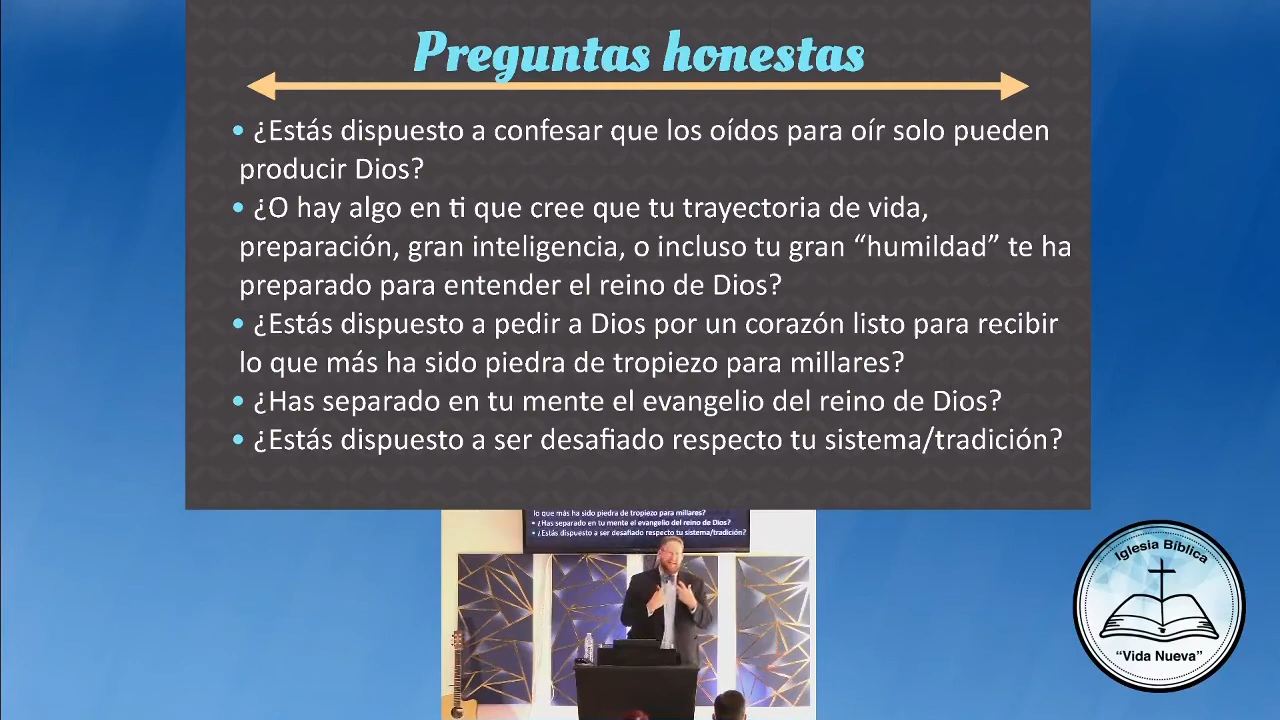 Preguntas honestas
• ¿Estás dispuesto a confesar que los oídos para oír solo pueden
producir Dios?
• ¿O hay algo en ti que cree que tu trayectoria de vida,
preparación, gran inteligencia, o incluso tu gran “humildad” te ha
preparado para entender el reino de Dios?
• ¿Estás dispuesto a pedir a Dios por un corazón listo para recibir
lo que más ha sido piedra de tropiezo para millares?
• ¿Has separado en tu mente el evangelio del reino de Dios?
• ¿Estás dispuesto a ser desafiado respecto tu sistema/tradición?
lo que más ha sido piedra de tropiezo para millares?
• ¿Has separado en tu mente el evangelio del reino de Dios?
• ¿Estás dispuesto a ser desafiado respecto tu sistema/tradición?
Iglesia Bíblica
“Vida Nueva”